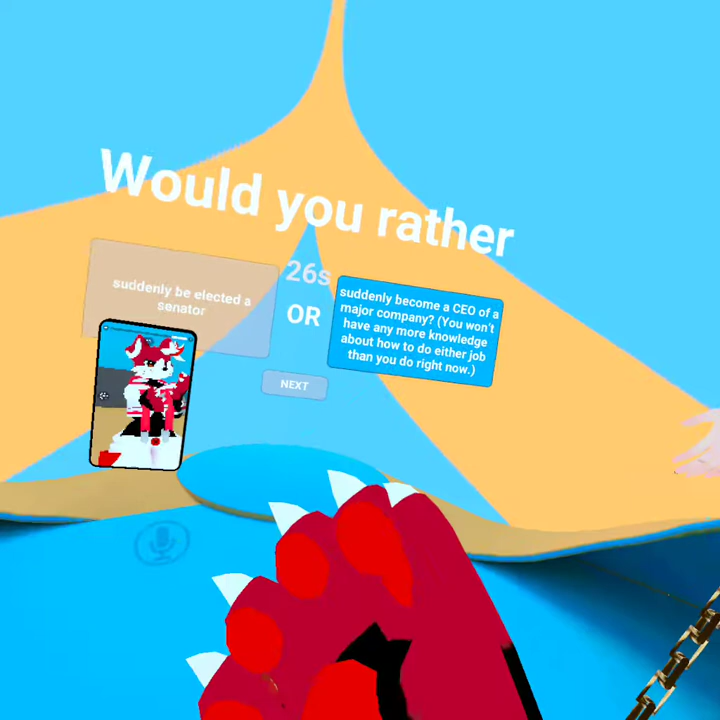 Would you rather
suddenly be elected a
senator
26s
OR
suddenly become a CEO of a
major company? (You won't
have any more knowledge
about how to do either job
than you do right now.)
NEXT